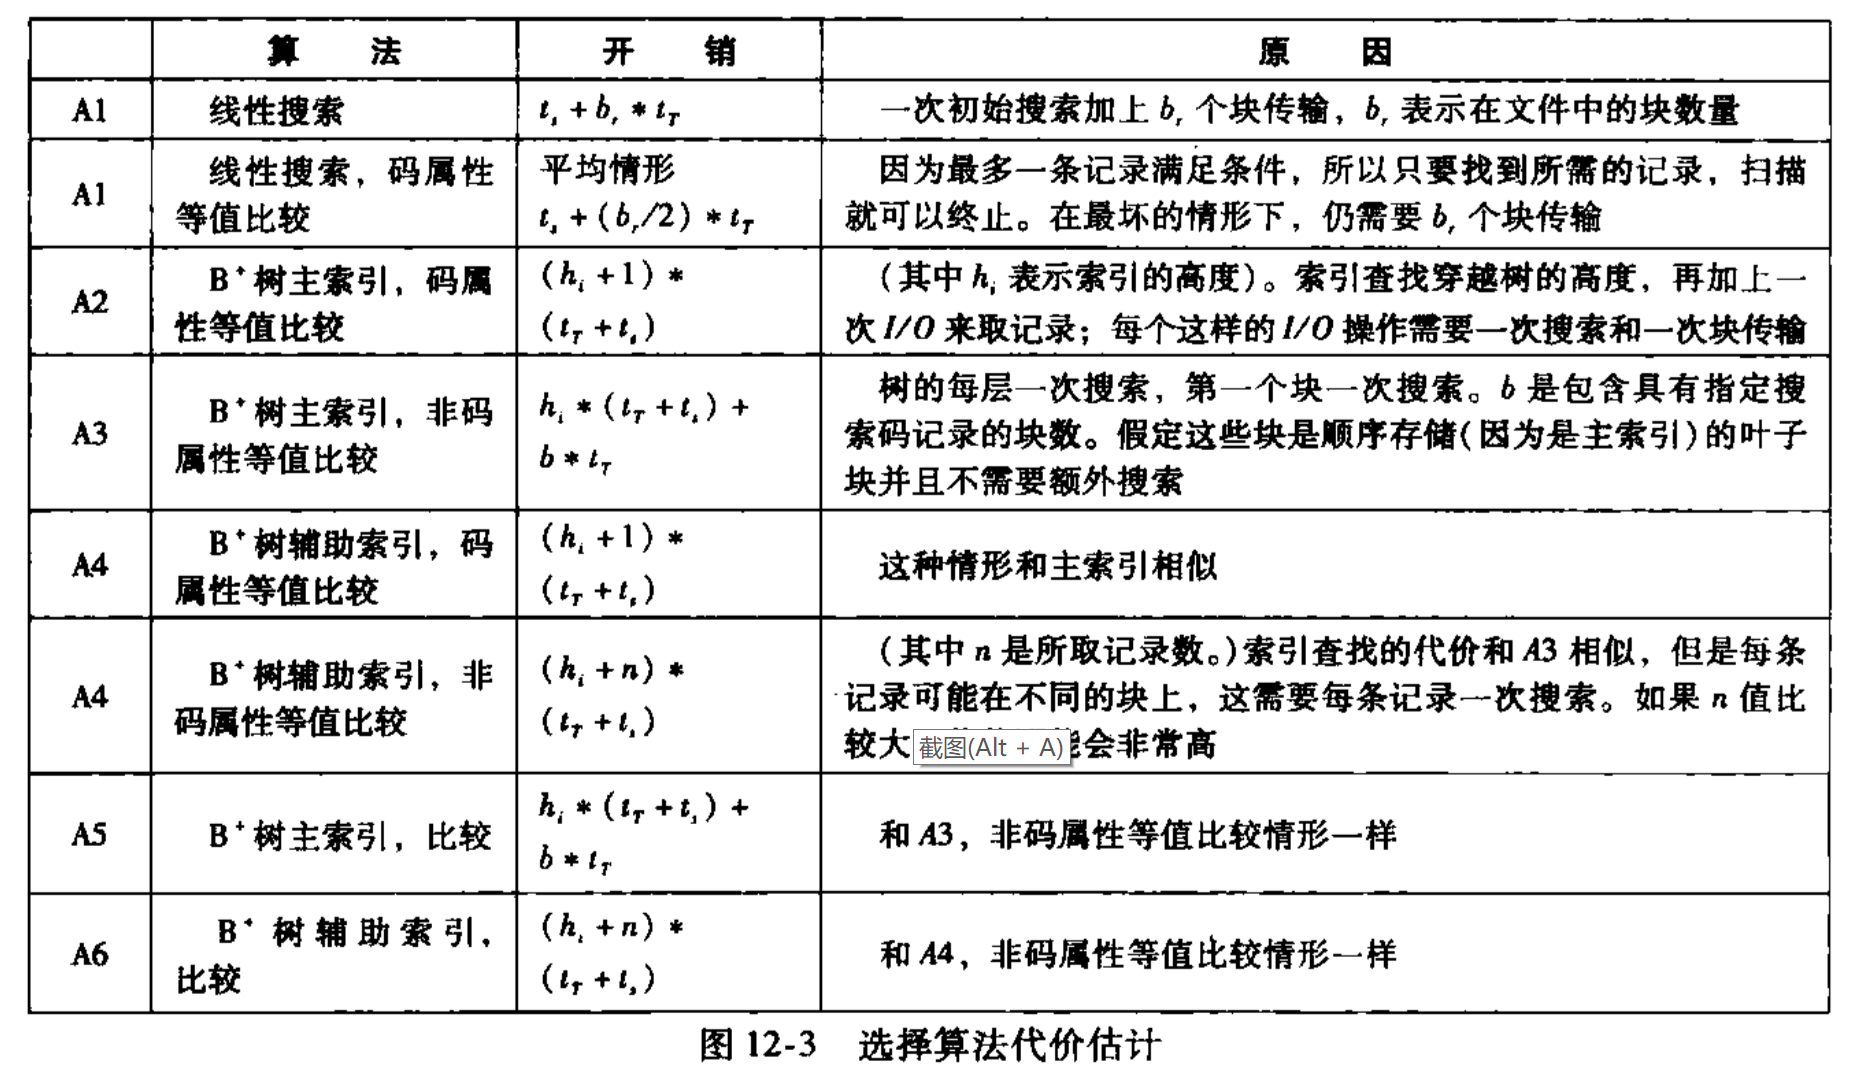 算 法 开 销 原 因
A1 线性搜索 t_s + b_r * t_T 一次初始搜索加上 b_r 个块传输，b_r 表示在文件中的块数量
A1 线性搜索，码属性 平均情形 因为最多一条记录满足条件，所以只要找到所需的记录，扫描
等值比较 t_s + (b_r/2) * t_T 就可以终止。在最坏的情形下，仍需要 b_r 个块传输
A2 B⁺树主索引，码属 (h_i + 1) * （其中 h_i 表示索引的高度）。索引查找穿越树的高度，再加上一
性等值比较 (t_T + t_s) 次 I/O 来取记录；每个这样的 I/O 操作需要一次搜索和一次块传输
树的每层一次搜索，第一个块一次搜索。b 是包含具有指定搜
A3 B⁺树主索引，非码 h_i * (t_T + t_s) + 索码记录的块数。假定这些块是顺序存储（因为是主索引）的叶子
属性等值比较 b * t_T 块并且不需要额外搜索
A4 B⁺树辅助索引，码 (h_i + 1) * 这种情形和主索引相似
属性等值比较 (t_T + t_s)
（其中 n 是所取记录数。）索引查找的代价和 A3 相似，但是每条
A4 B⁺树辅助索引，非 (h_i + n) * 记录可能在不同的块上，这需要每条记录一次搜索。如果 n 值比
码属性等值比较 (t_T + t_s) 较大 会非常高
截图(Alt + A)
A5 B⁺树主索引，比较 h_i * (t_T + t_s) + 和 A3，非码属性等值比较情形一样
b * t_T
A6 B⁺树辅助索引， (h_i + n) * 和 A4，非码属性等值比较情形一样
比较 (t_T + t_s)
图 12-3 选择算法代价估计